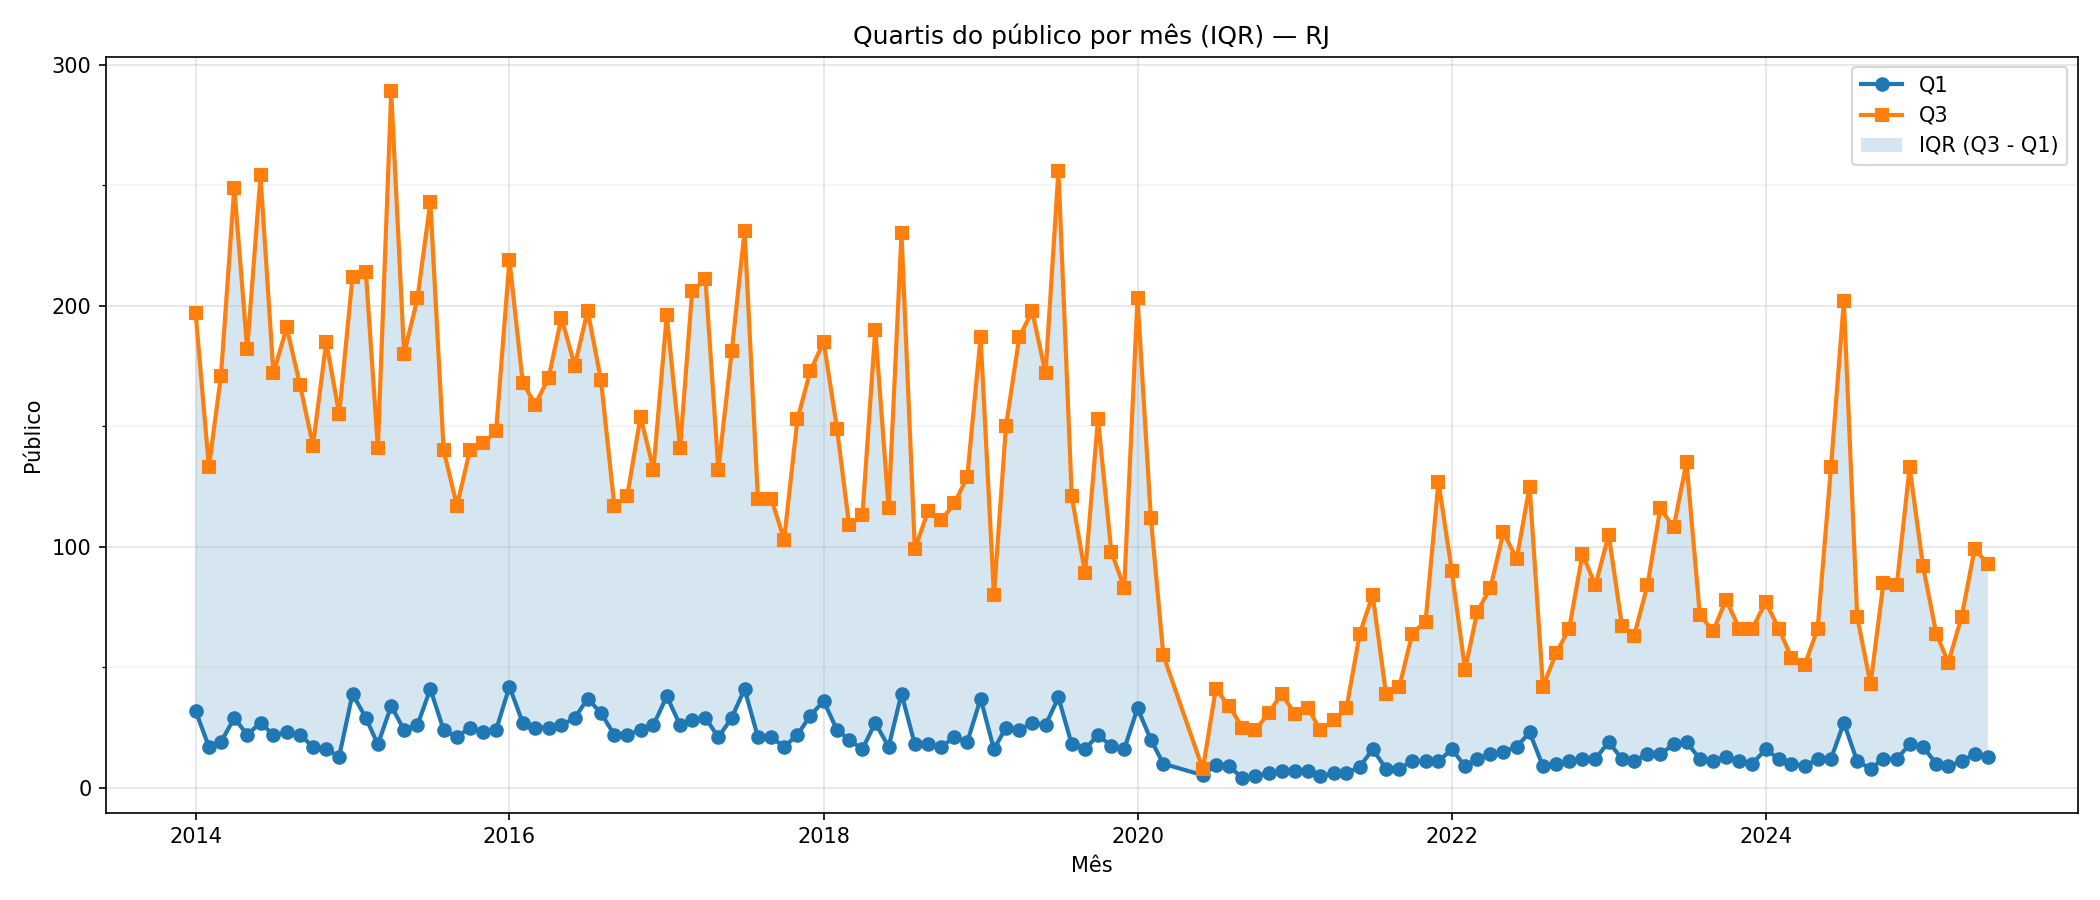 Quartis do público por mês (IQR) — RJ
Q1
Q3
IQR (Q3 - Q1)
Público
300
200
100
0
2014
2016
2018
2020
2022
2024
Mês